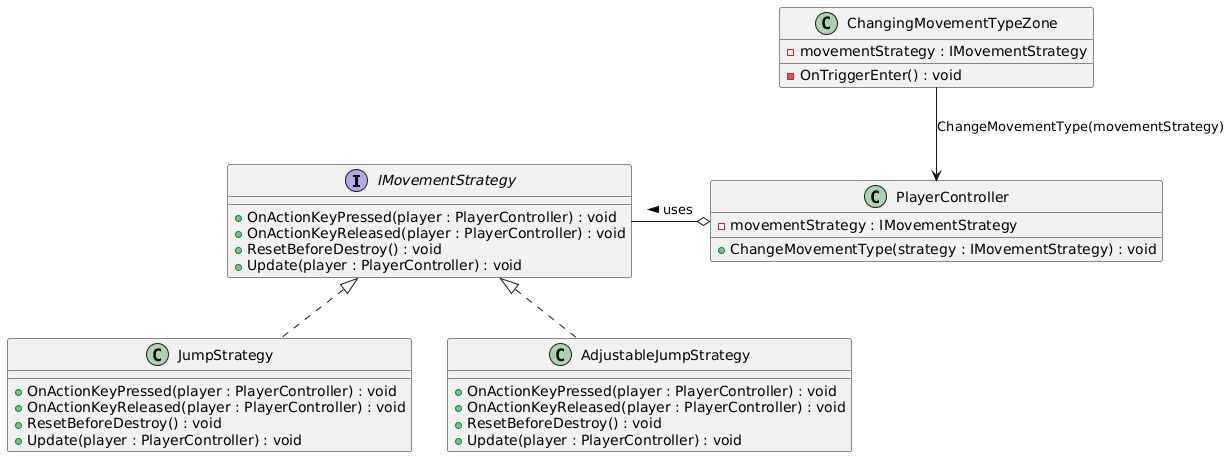 C ChangingMovementTypeZone
movementStrategy : IMovementStrategy
OnTriggerEnter() : void
ChangeMovementType(movementStrategy)
I IMovementStrategy
OnActionKeyPressed(player : PlayerController) : void
OnActionKeyReleased(player : PlayerController) : void
ResetBeforeDestroy() : void
Update(player : PlayerController) : void
uses
C PlayerController
movementStrategy : IMovementStrategy
ChangeMovementType(strategy : IMovementStrategy) : void
C JumpStrategy
OnActionKeyPressed(player : PlayerController) : void
OnActionKeyReleased(player : PlayerController) : void
ResetBeforeDestroy() : void
Update(player : PlayerController) : void
C AdjustableJumpStrategy
OnActionKeyPressed(player : PlayerController) : void
OnActionKeyReleased(player : PlayerController) : void
ResetBeforeDestroy() : void
Update(player : PlayerController) : void